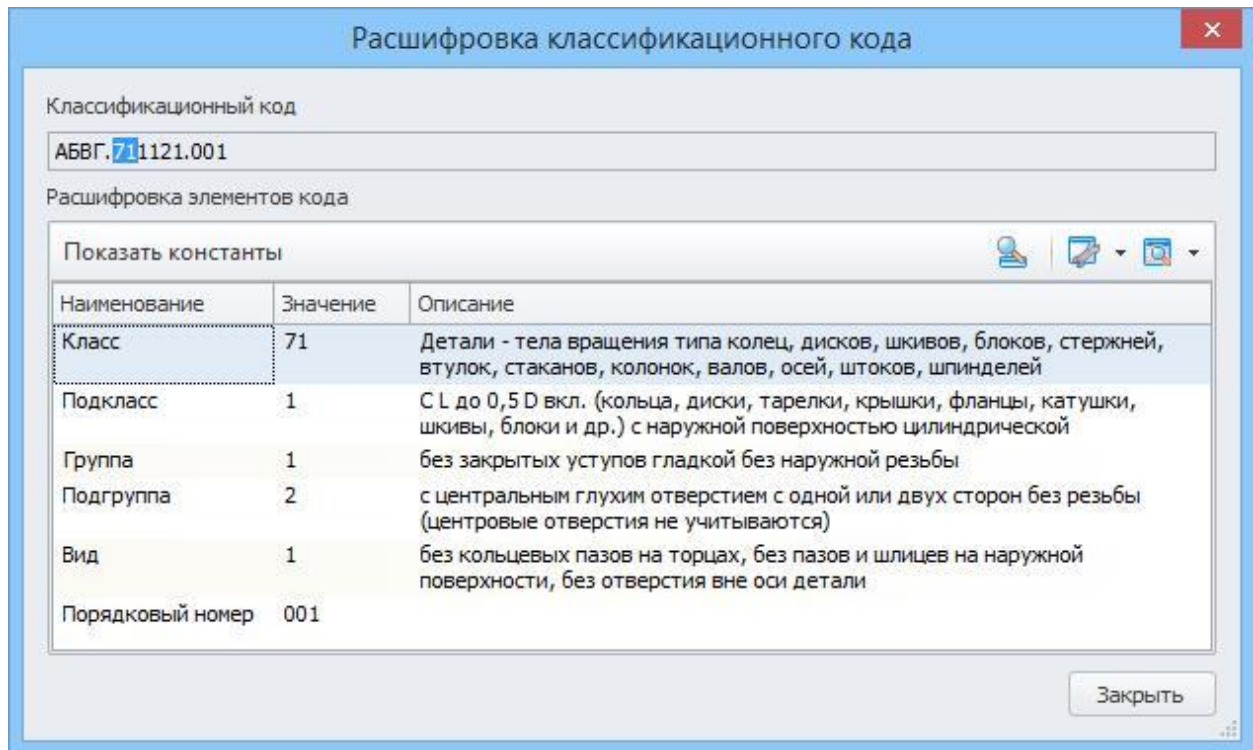 Расшифровка классификационного кода
Классификационный код
АБВГ.711121.001
Расшифровка элементов кода
Показать константы
Наименование Значение Описание
Класс 71 Детали - тела вращения типа колец, дисков, шкивов, блоков, стержней,
втулок, стаканов, колонок, валов, осей, штоков, шпинделей
Подкласс 1 С L до 0,5 D вкл. (кольца, диски, тарелки, крышки, фланцы, катушки,
шкивы, блоки и др.) с наружной поверхностью цилиндрической
Группа 1 без закрытых уступов гладкой без наружной резьбы
Подгруппа 2 с центральным глухим отверстием с одной или двух сторон без резьбы
(центровые отверстия не учитываются)
Вид 1 без кольцевых пазов на торцах, без пазов и шлицев на наружной
поверхности, без отверстия вне оси детали
Порядковый номер 001
Закрыть